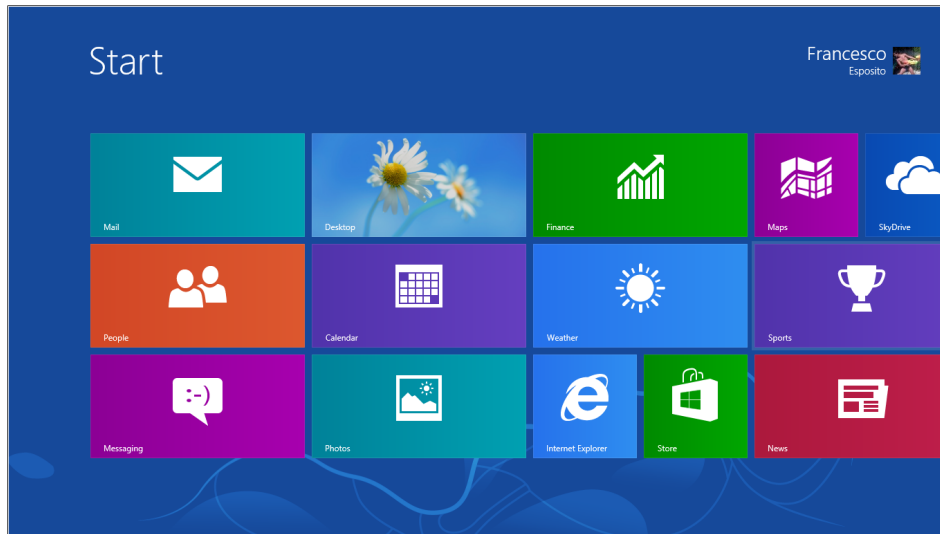 Start
Francesco
Esposito
Mail
Desktop
Finance
Maps
SkyDrive
People
Calendar
Weather
Sports
:-)
Messaging
Photos
Internet Explorer
Store
News